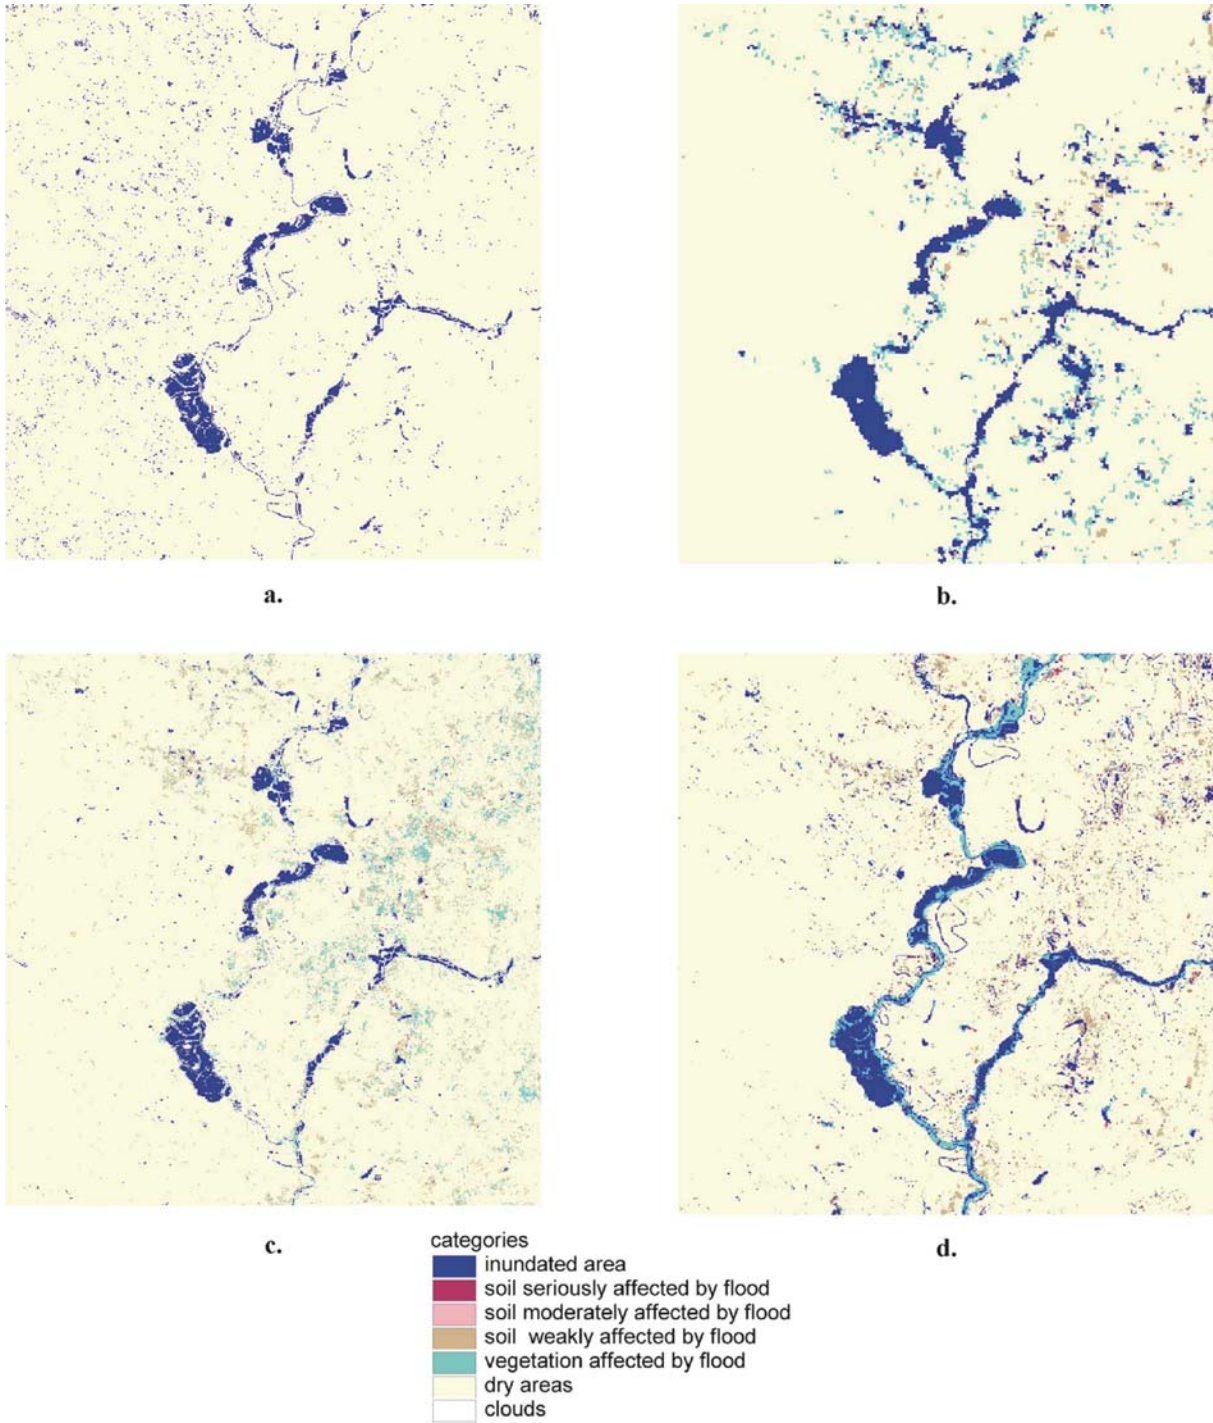 a.
b.
c.
d.
categories
inundated area
soil seriously affected by flood
soil moderately affected by flood
soil weakly affected by flood
vegetation affected by flood
dry areas
clouds